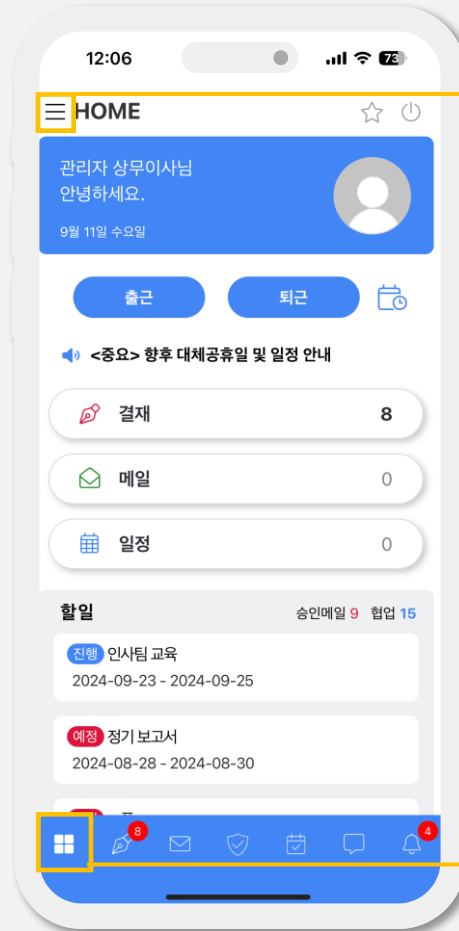 12:06
73
HOME
관리자 상무이사님
안녕하세요.
9월 11일 수요일
출근 퇴근
<중요> 향후 대체공휴일 및 일정 안내
결재 8
메일 0
일정 0
할일 승인메일 9 협업 15
진행 인사팀 교육
2024-09-23 - 2024-09-25
예정 정기 보고서
2024-08-28 - 2024-08-30
8 4